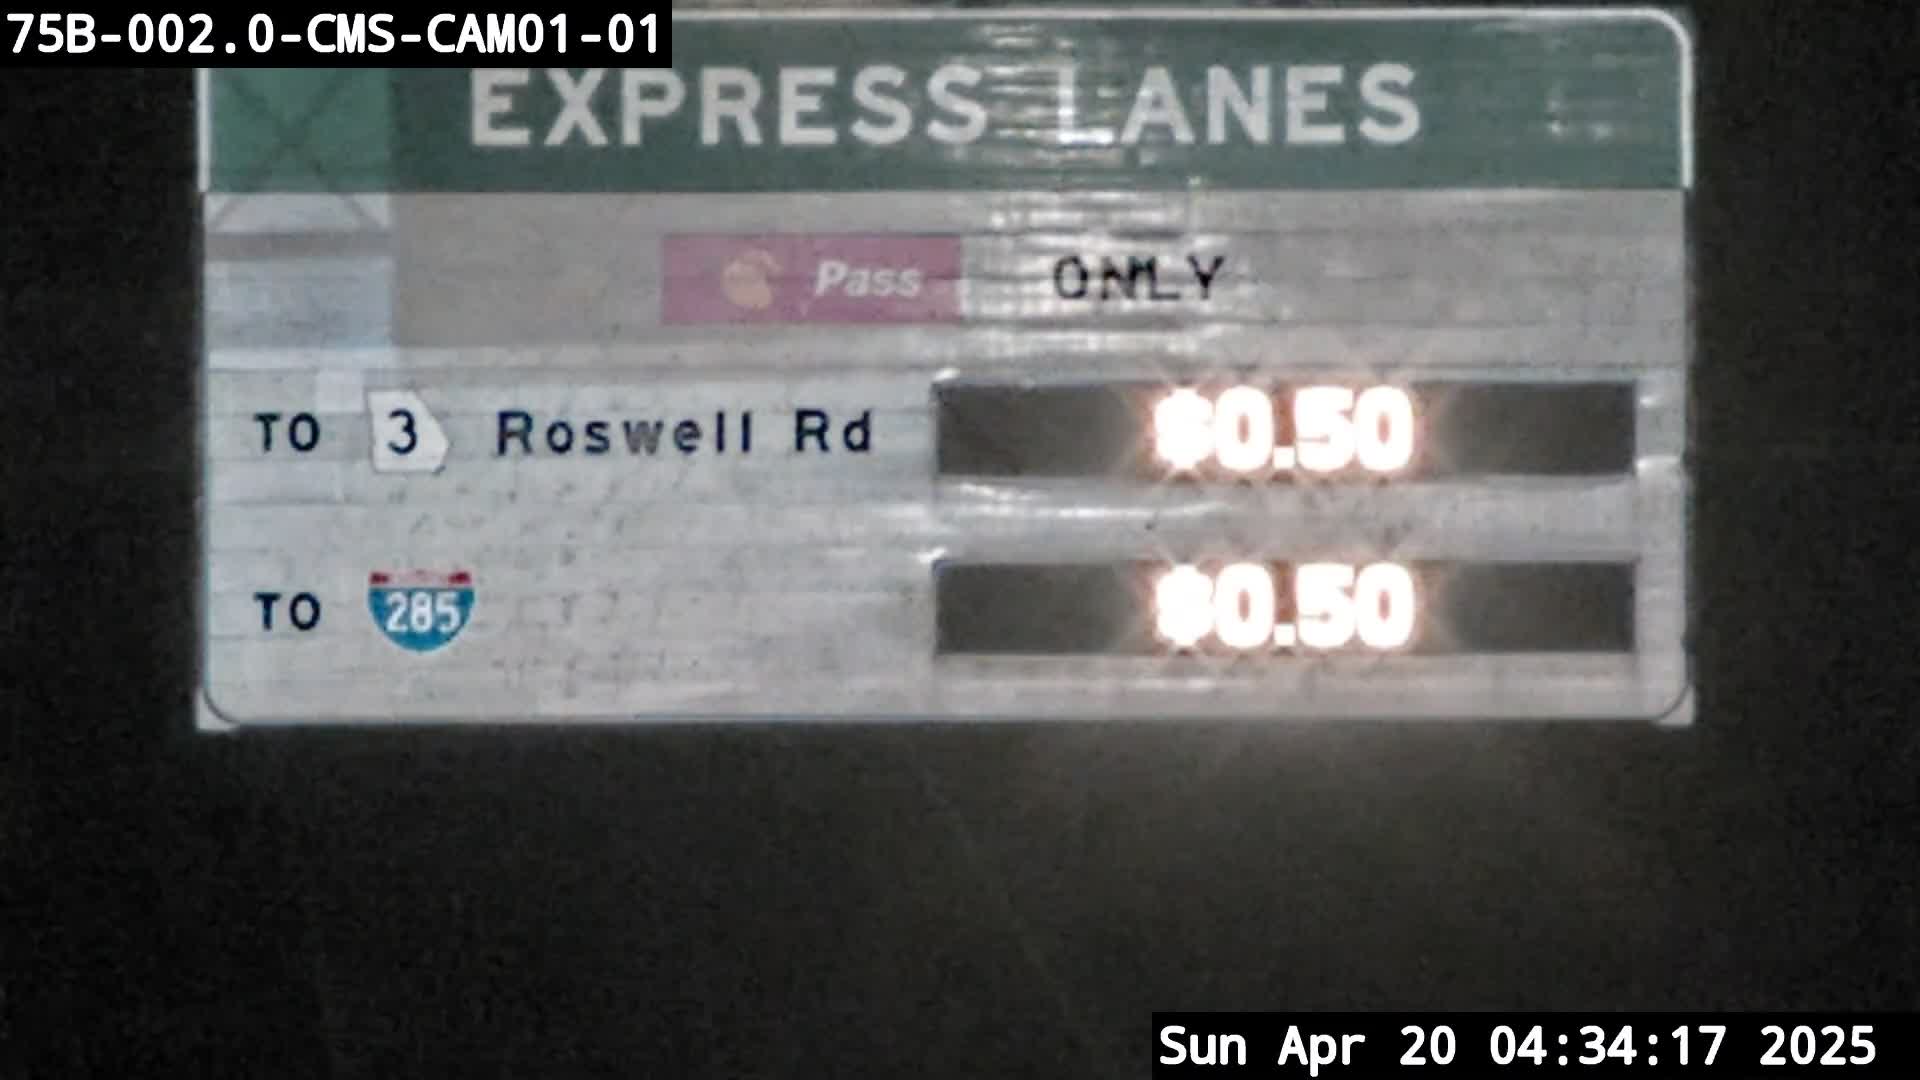 75B-002.0-CMS-CAM01-01
EXPRESS LANES
Pass ONLY
TO 3 Roswell Rd $0.50
TO 285 $0.50
Sun Apr 20 04:34:17 2025